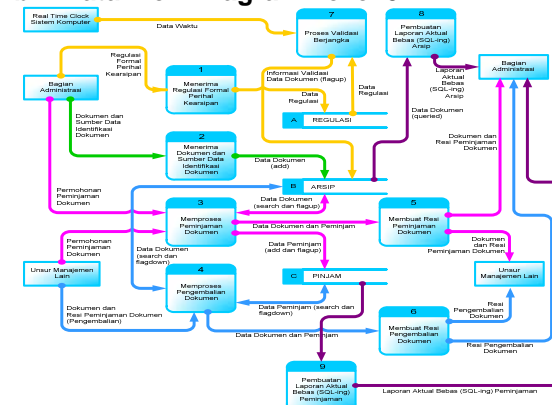 Real Time Clock
Sistem Komputer
Data Waktu
7
Proses Validasi
Berjangka
8
Pembuatan
Laporan Aktual
Bebas (SQL-ing)
Arsip
Bagian
Administrasi
Regulasi
Formal
Perihal
Kearsipan
Bagian
Administrasi
1
Menerima
Regulasi Formal
Perihal
Kearsipan
Informasi Validasi
Data Dokumen (flagup)
Data
Regulasi
Data
Regulasi
Laporan
Aktual
Bebas
(SQL-ing)
Arsip
Data Dokumen
(queried)
A
REGULASI
Dokumen dan
Sumber Data
Identifikasi
Dokumen
2
Menerima
Dokumen dan
Sumber Data
Identifikasi
Dokumen
Data Dokumen
(add)
Dokumen dan
Resi Peminjaman
Dokumen
B
ARSIP
Permohonan
Peminjaman
Dokumen
Data Dokumen
(search and flagup)
3
Memproses
Peminjaman
Dokumen
Data Dokumen dan Peminjam
5
Membuat Resi
Peminjaman
Dokumen
Permohonan
Peminjaman
Dokumen
Data Dokumen
(search dan
flagdown)
Data Peminjam
(add and flagup)
Dokumen
dan Resi
Peminjaman Dokumen
Unsur Manajemen
Lain
4
Memproses
Pengembalian
Dokumen
C
PINJAM
Unsur
Manajemen Lain
Dokumen dan
Resi Peminjaman Dokumen
(Pengembalian)
Data Peminjam (search dan
flagdown)
Resi
Pengembalian
Dokumen
6
Membuat Resi
Pengembalian
Dokumen
Data Dokumen dan Peminjam
Resi Pengembalian
Dokumen
9
Pembuatan
Laporan Aktual
Bebas (SQL-ing)
Peminjaman
Laporan Aktual Bebas (SQL-ing) Peminjaman